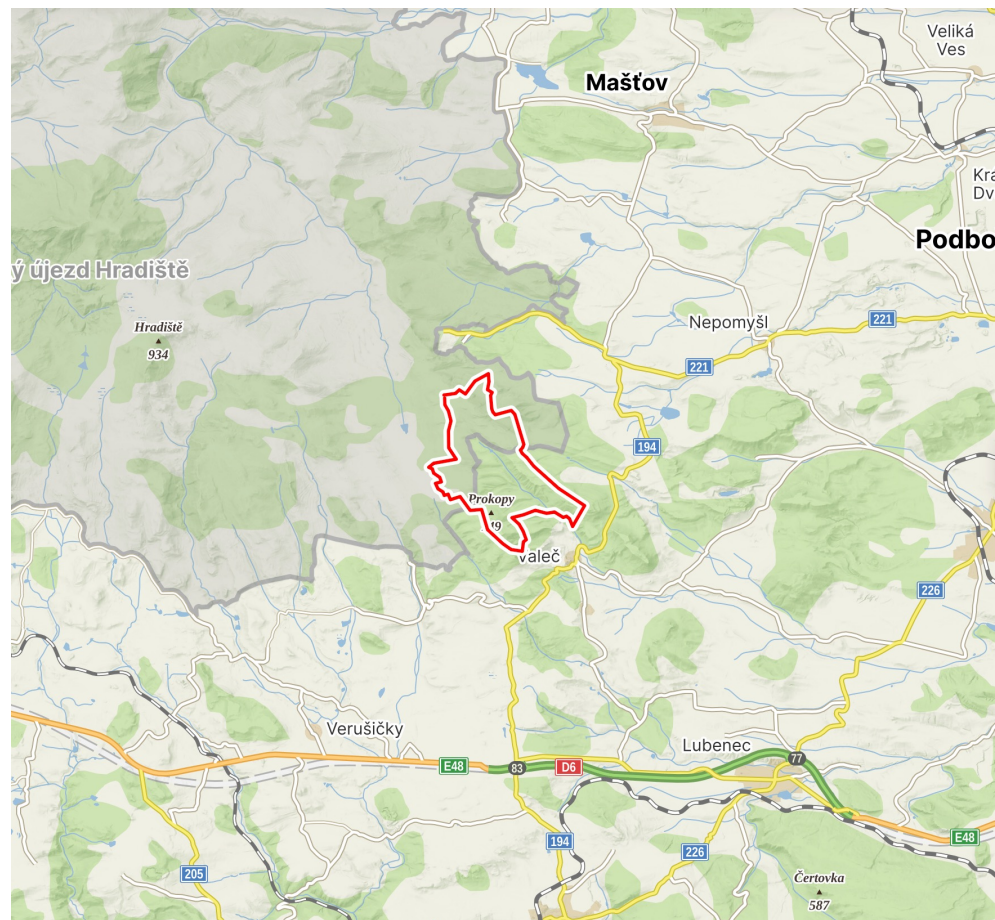 Veliká
Ves
Mašťov
Kra
Dv
Podbo
ý újezd Hradiště
Hradiště
934
Nepomyšl
221
221
194
Prokopy
Valeč
226
Verušičky
Lubenec
E48
83
D6
77
E48
194
226
205
Čertovka
587